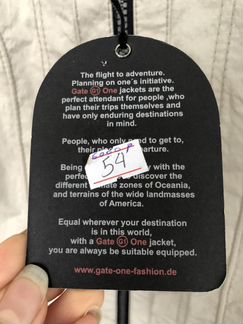 The flight to adventure.
Planning on one´s initiative.
Gate G1 One jackets are the
perfect attendant for people ,who
plan their trips themselves and
have only enduring destinations
in mind.
People, who only to get to,
their departure.
54
Being with the
perfect discover the
different climate zones of Oceania,
and terrains of the wide landmasses
of America.
Equal wherever your destination
is in this world,
with a Gate G1 One jacket,
you are always be suitable equipped.
www.gate-one-fashion.de